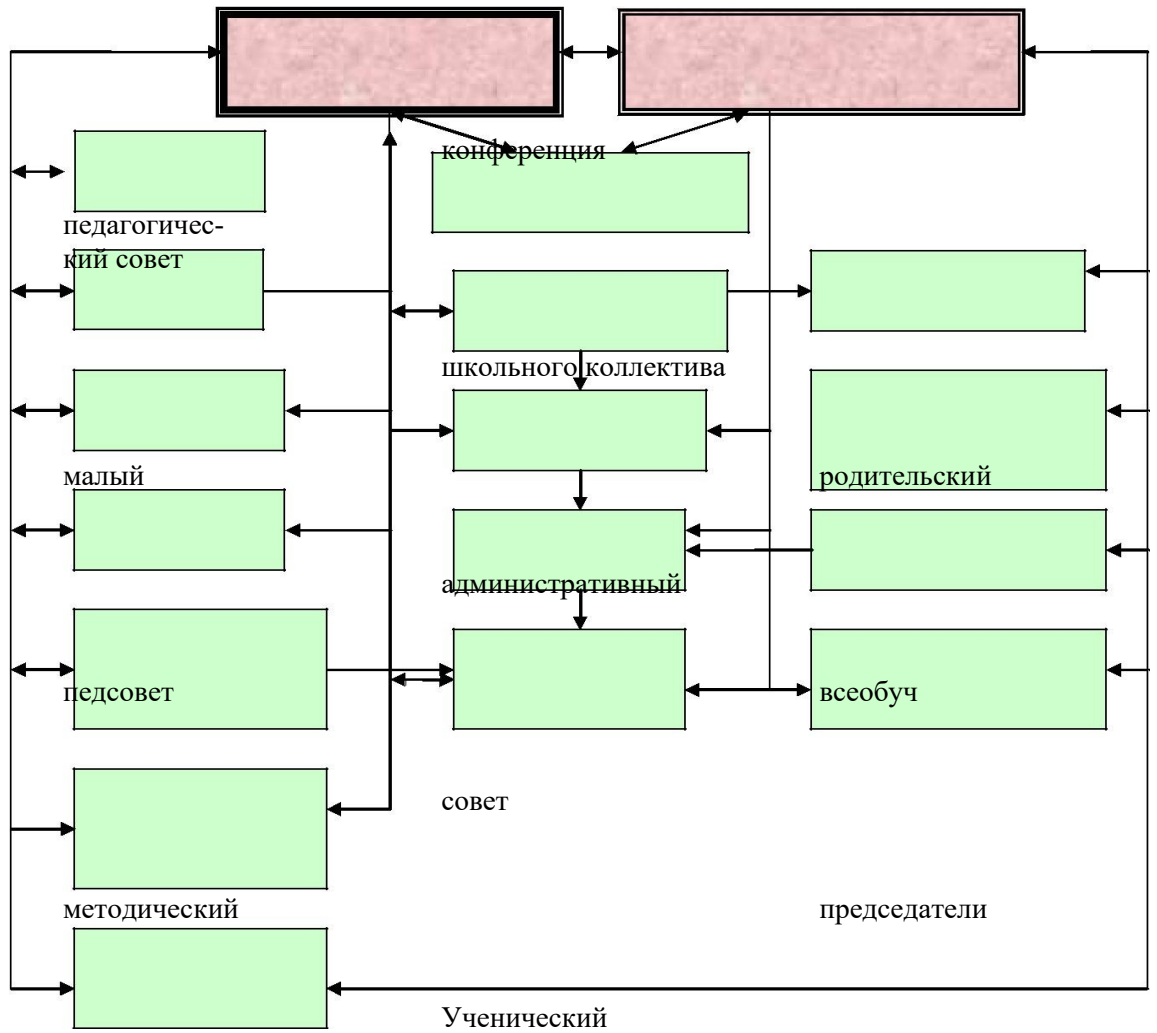 конференция
педагогичес-
кий совет
школьного коллектива
малый
родительский
административный
педсовет
всеобуч
совет
методический
председатели
Ученический